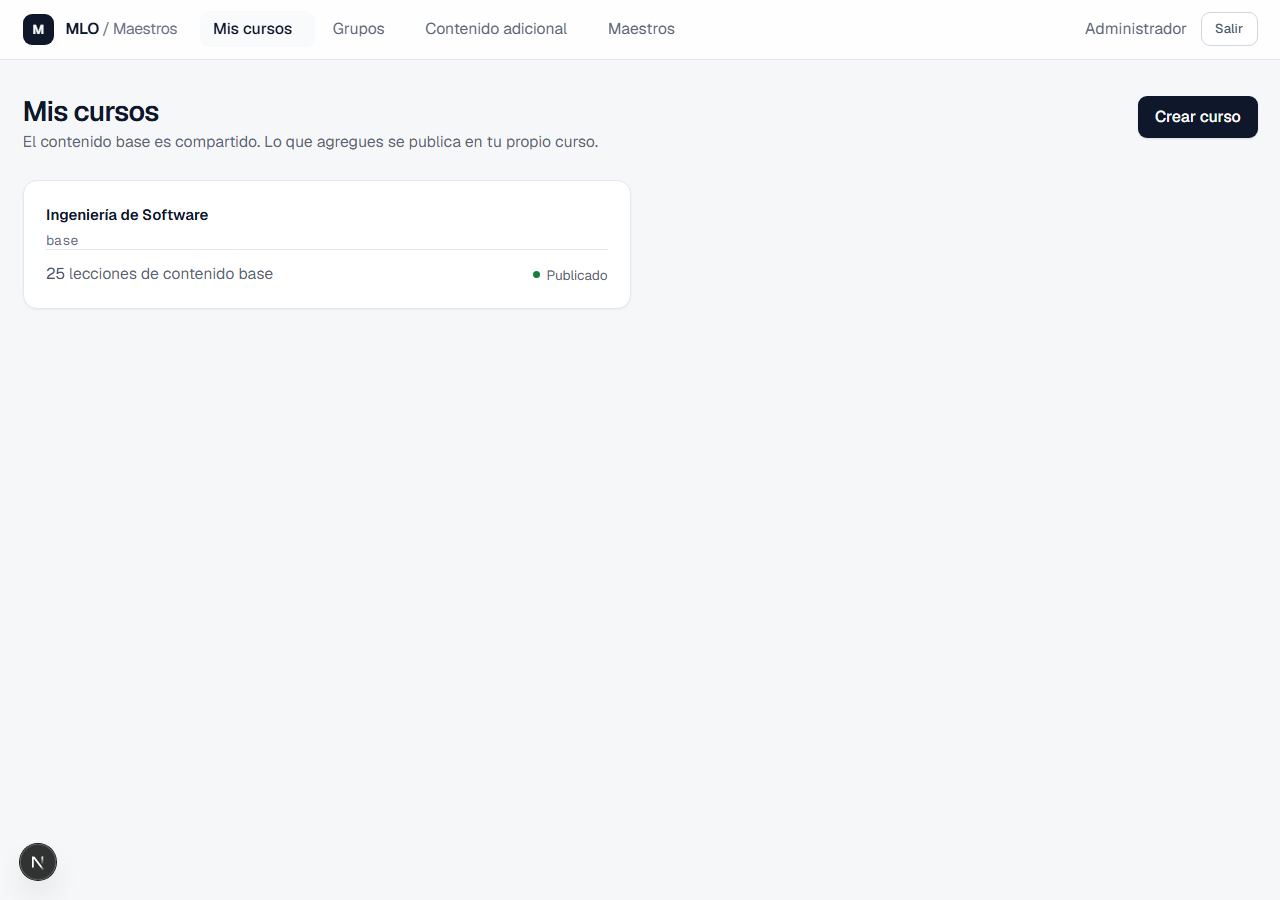 M MLO / Maestros Mis cursos Grupos Contenido adicional Maestros Administrador Salir
Mis cursos
Crear curso
El contenido base es compartido. Lo que agregues se publica en tu propio curso.
Ingeniería de Software
base
25 lecciones de contenido base Publicado
N